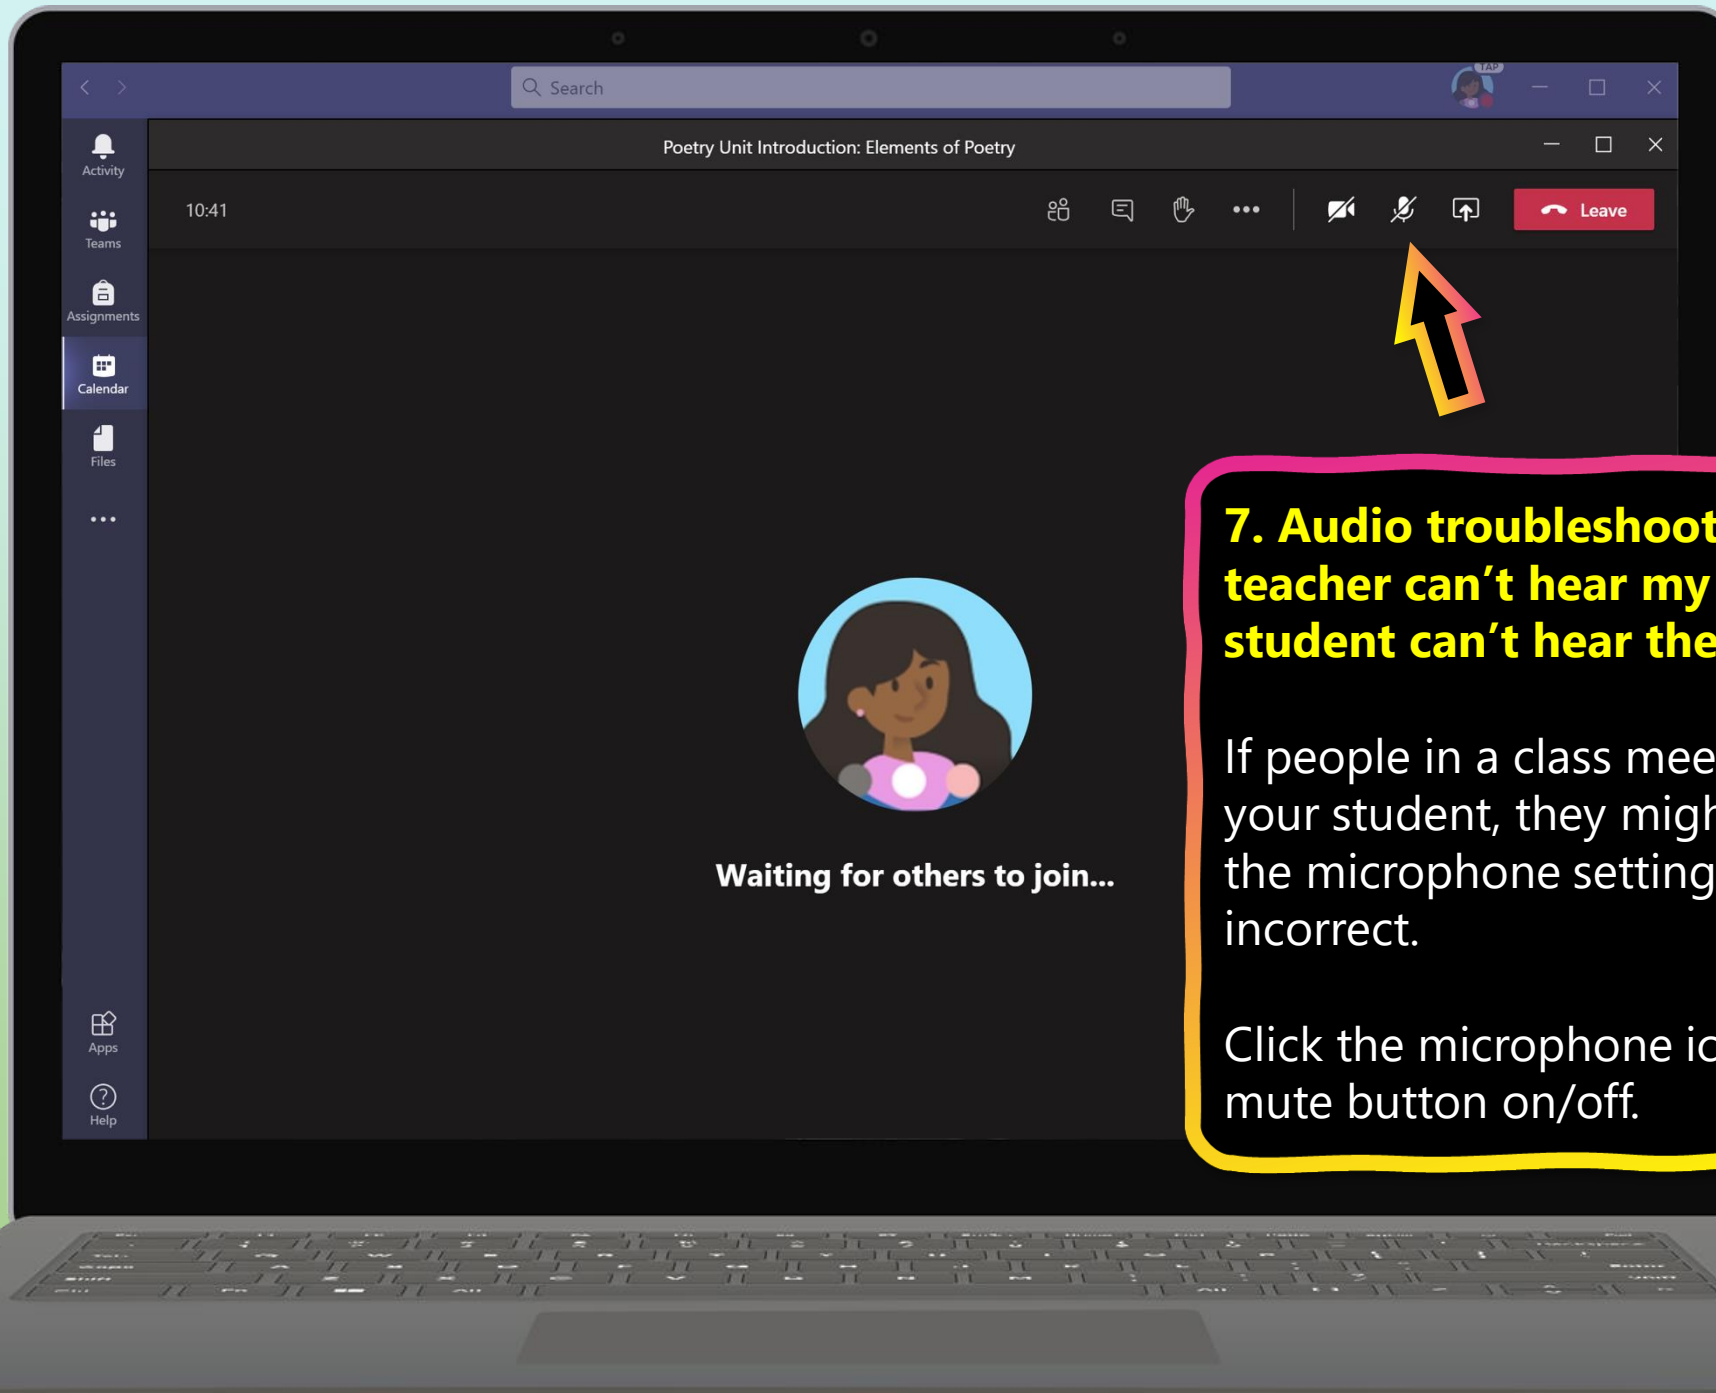 Search
TAP
Activity
Poetry Unit Introduction: Elements of Poetry
10:41
Leave
Teams
Assignments
Calendar
Files
7. Audio troubleshoot
teacher can’t hear my
student can’t hear the
If people in a class mee
your student, they migh
the microphone setting
incorrect.
Click the microphone ic
mute button on/off.
Waiting for others to join...
Apps
Help